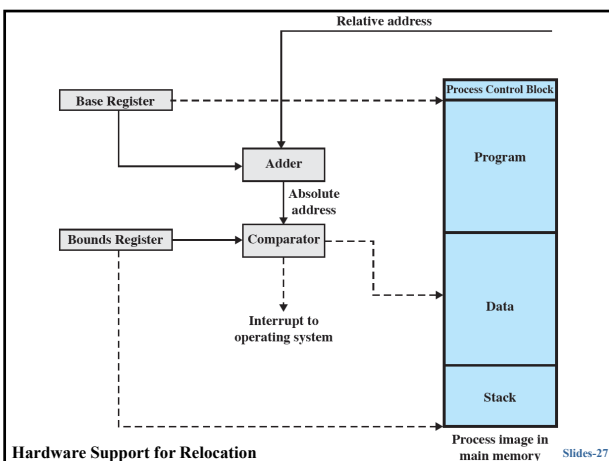 Relative address
Process Control Block
Base Register
Program
Adder
Absolute
address
Bounds Register
Comparator
Interrupt to
operating system
Data
Stack
Process image in
main memory
Hardware Support for Relocation
Slides-27